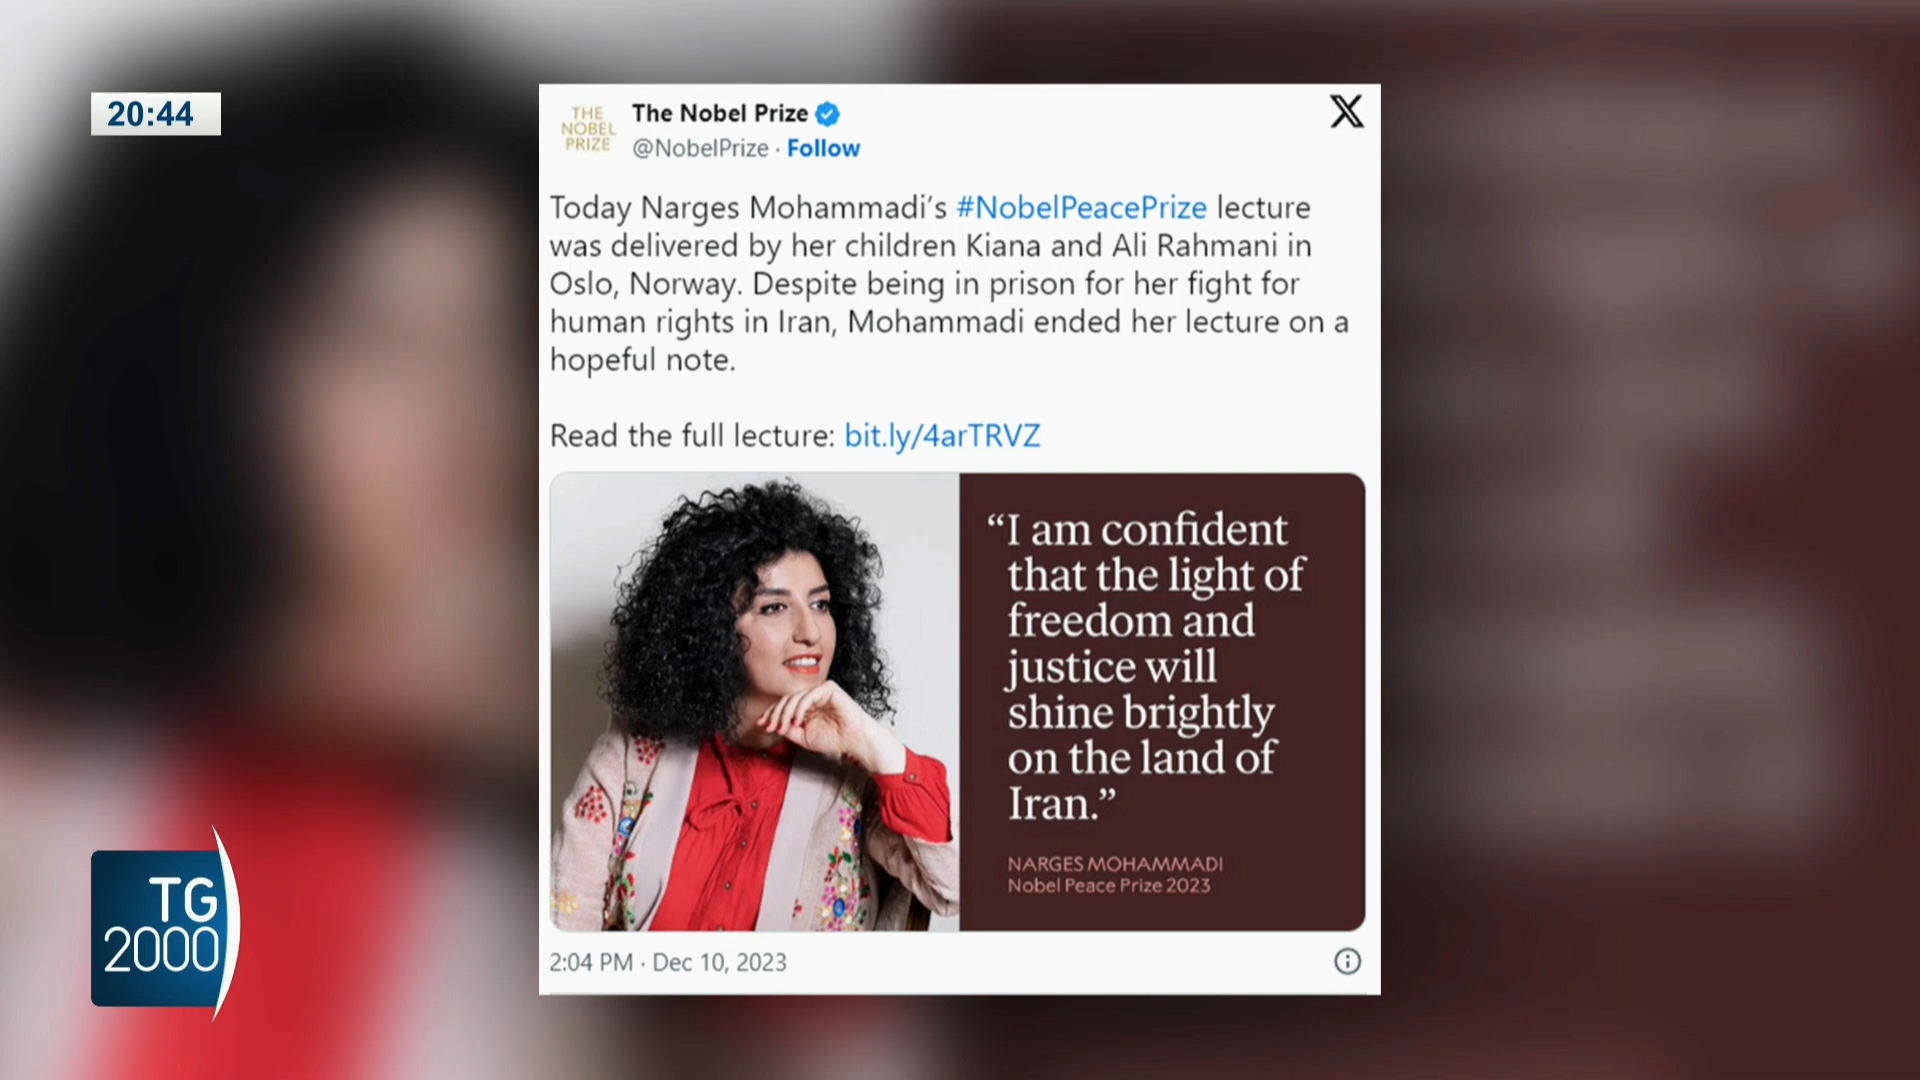 20:44
THE
NOBEL
PRIZE
The Nobel Prize
@NobelPrize · Follow
X
Today Narges Mohammadi’s #NobelPeacePrize lecture
was delivered by her children Kiana and Ali Rahmani in
Oslo, Norway. Despite being in prison for her fight for
human rights in Iran, Mohammadi ended her lecture on a
hopeful note.
Read the full lecture: bit.ly/4arTRVZ
“I am confident
that the light of
freedom and
justice will
shine brightly
on the land of
Iran.”
NARGES MOHAMMADI
Nobel Peace Prize 2023
2:04 PM · Dec 10, 2023
TG
2000